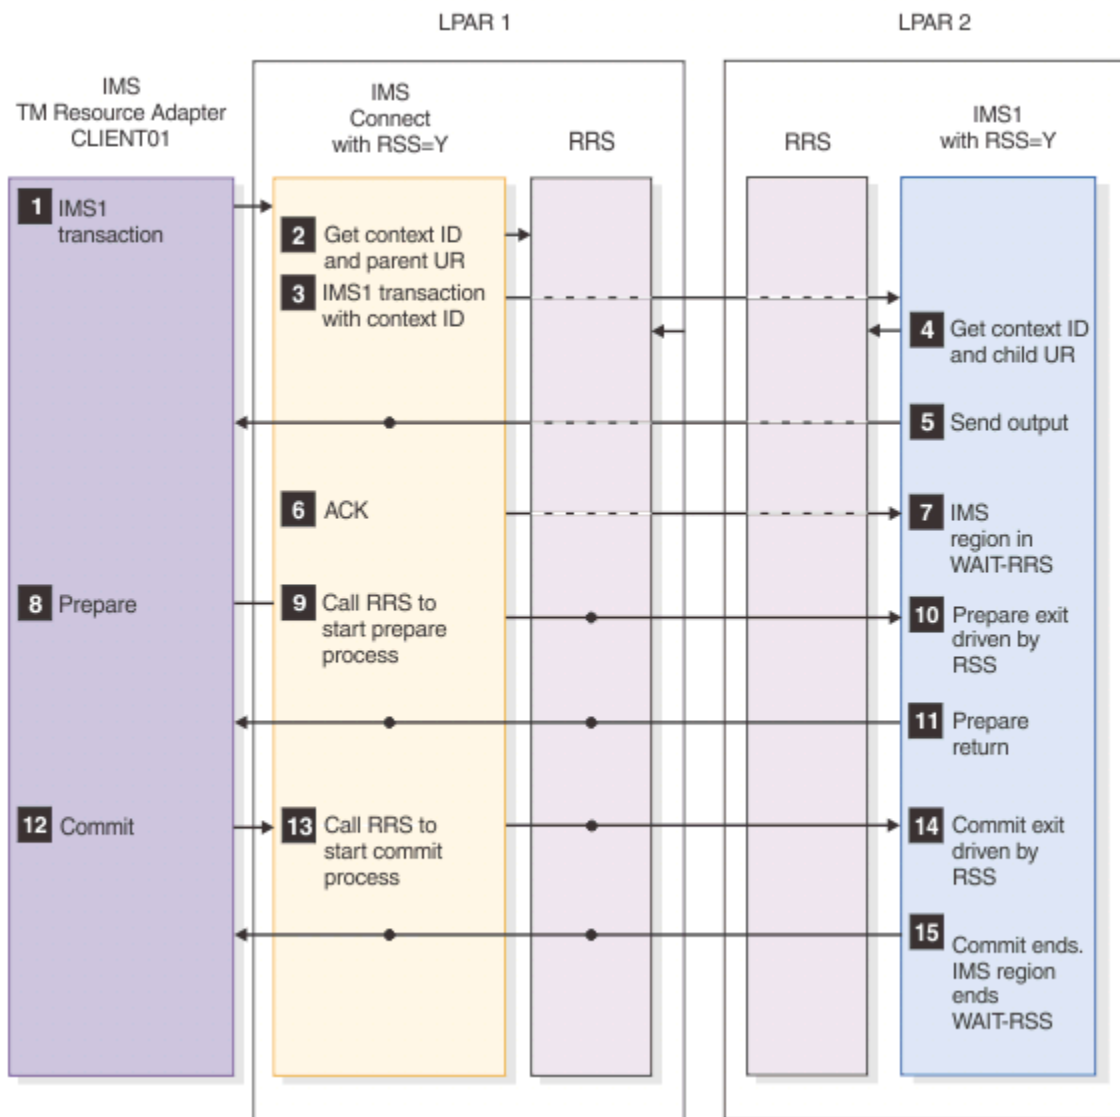 LPAR 1
LPAR 2
IMS
TM Resource Adapter
CLIENT01
IMS
Connect
with RSS=Y
RRS
RRS
IMS1
with RSS=Y
1 IMS1
transaction
2 Get context ID
and parent UR
3 IMS1 transaction
with context ID
4 Get context ID
and child UR
5 Send output
6 ACK
7 IMS
region in
WAIT-RRS
8 Prepare
9 Call RRS to
start prepare
process
10 Prepare exit
driven by
RSS
11 Prepare
return
12 Commit
13 Call RRS to
start commit
process
14 Commit exit
driven by
RSS
15 Commit ends.
IMS region
ends
WAIT-RSS